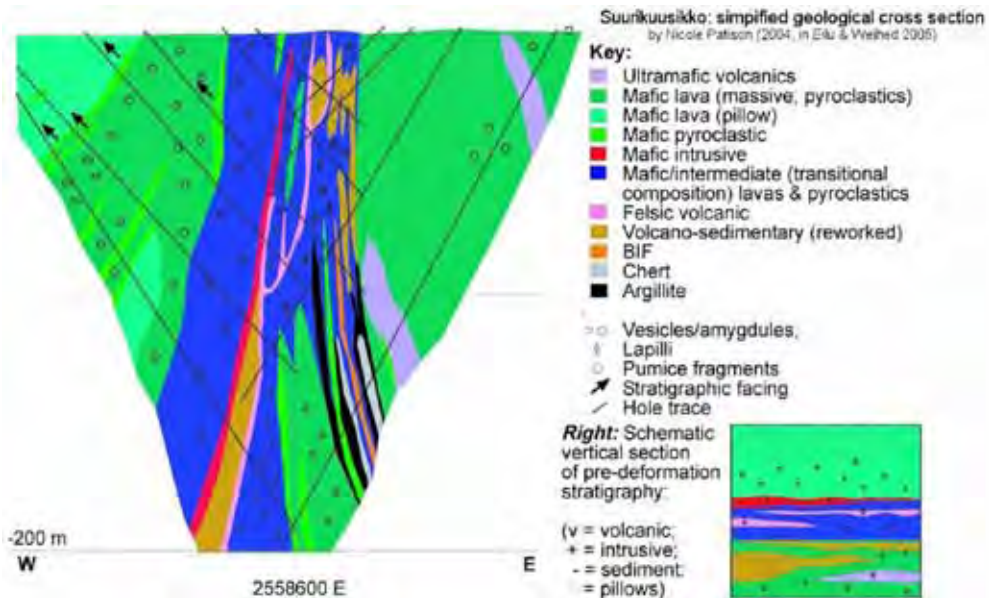 Suurikuusikko: simpified geological cross section
by Nicole Patison (2004, in Eilu & Weihed 2005)
Key:
Ultramafic volcanics
Mafic lava (massive, pyroclastics)
Mafic lava (pillow)
Mafic pyroclastic
Mafic intrusive
Mafic/intermediate (transitional
composition) lavas & pyroclastics
Felsic volcanic
Volcano-sedimentary (reworked)
BIF
Chert
Argillite
Vesicles/amygdules,
Lapilli
Pumice fragments
Stratigraphic facing
Hole trace
Right: Schematic
vertical section
of pre-deformation
stratigraphy:
(v = volcanic;
+ = intrusive;
- = sediment;
= pillows)
-200 m
W
E
2558600 E